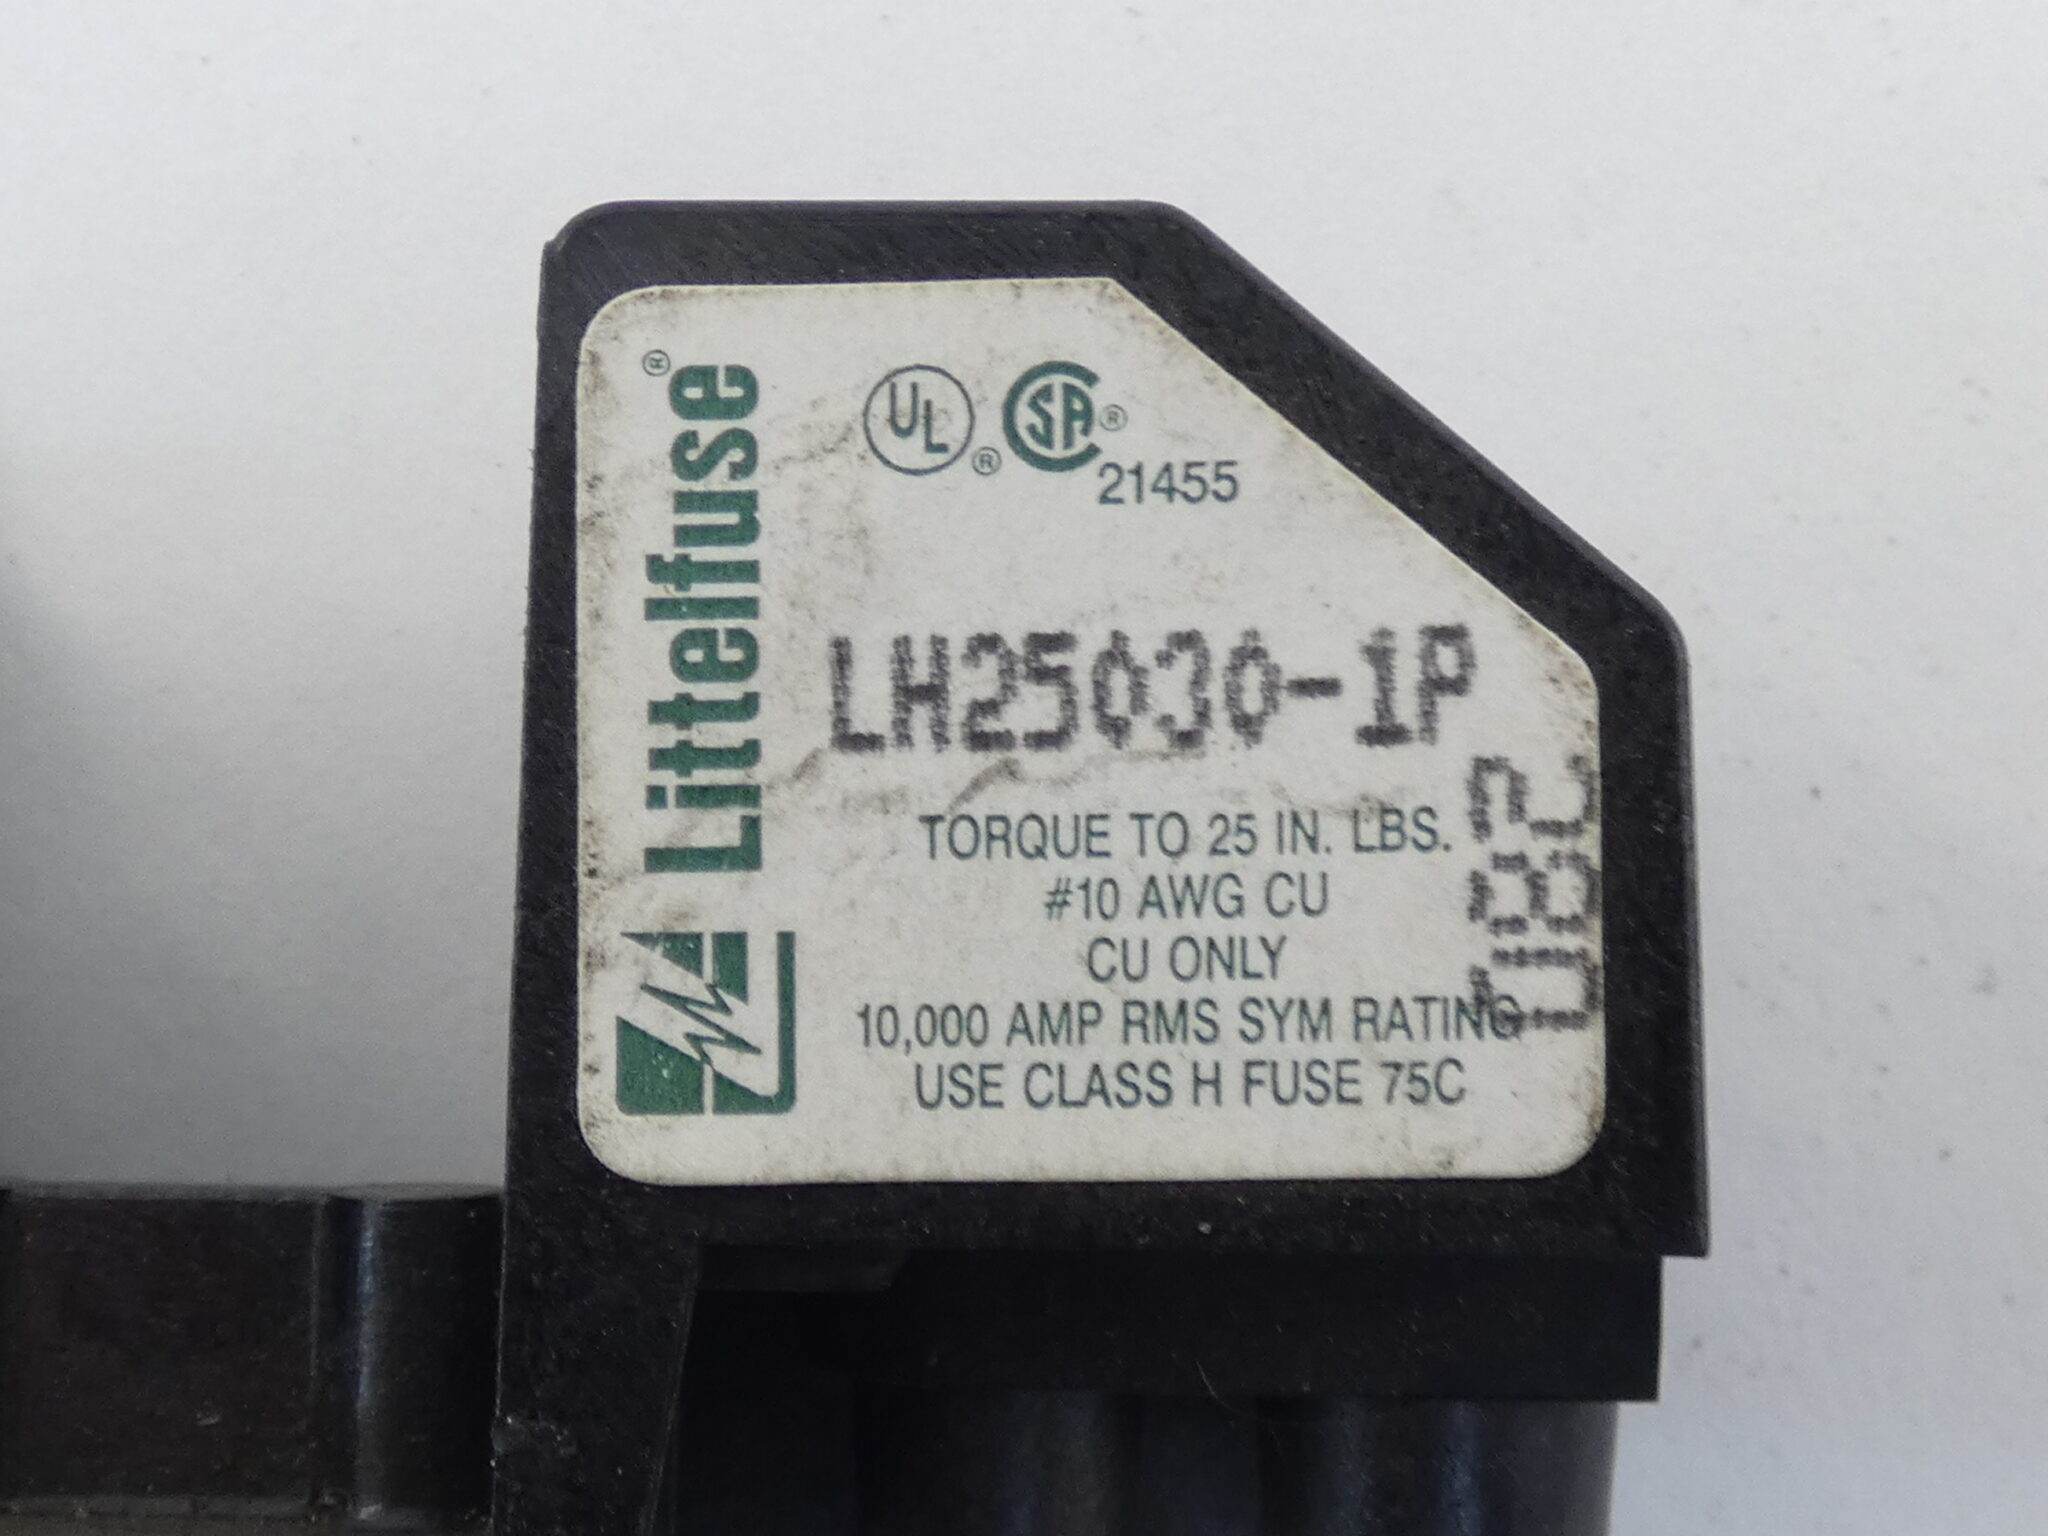 Littelfuse®
UL® CSA®
21455
LH25030-1P
TORQUE TO 25 IN. LBS.
#10 AWG CU
CU ONLY
10,000 AMP RMS SYM RATING
USE CLASS H FUSE 75C